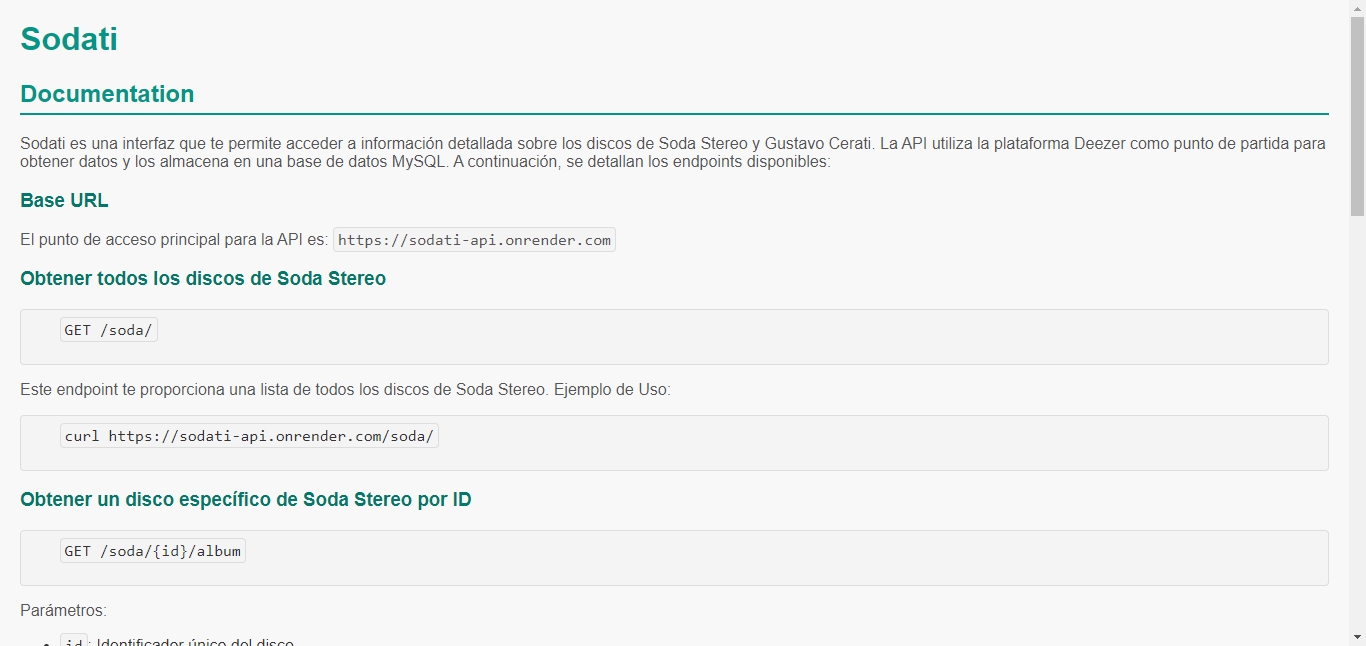 Sodati
Documentation
Sodati es una interfaz que te permite acceder a información detallada sobre los discos de Soda Stereo y Gustavo Cerati. La API utiliza la plataforma Deezer como punto de partida para
obtener datos y los almacena en una base de datos MySQL. A continuación, se detallan los endpoints disponibles:
Base URL
El punto de acceso principal para la API es: https://sodati-api.onrender.com
Obtener todos los discos de Soda Stereo
GET /soda/
Este endpoint te proporciona una lista de todos los discos de Soda Stereo. Ejemplo de Uso:
curl https://sodati-api.onrender.com/soda/
Obtener un disco específico de Soda Stereo por ID
GET /soda/{id}/album
Parámetros:
• id: Identificador único del disco